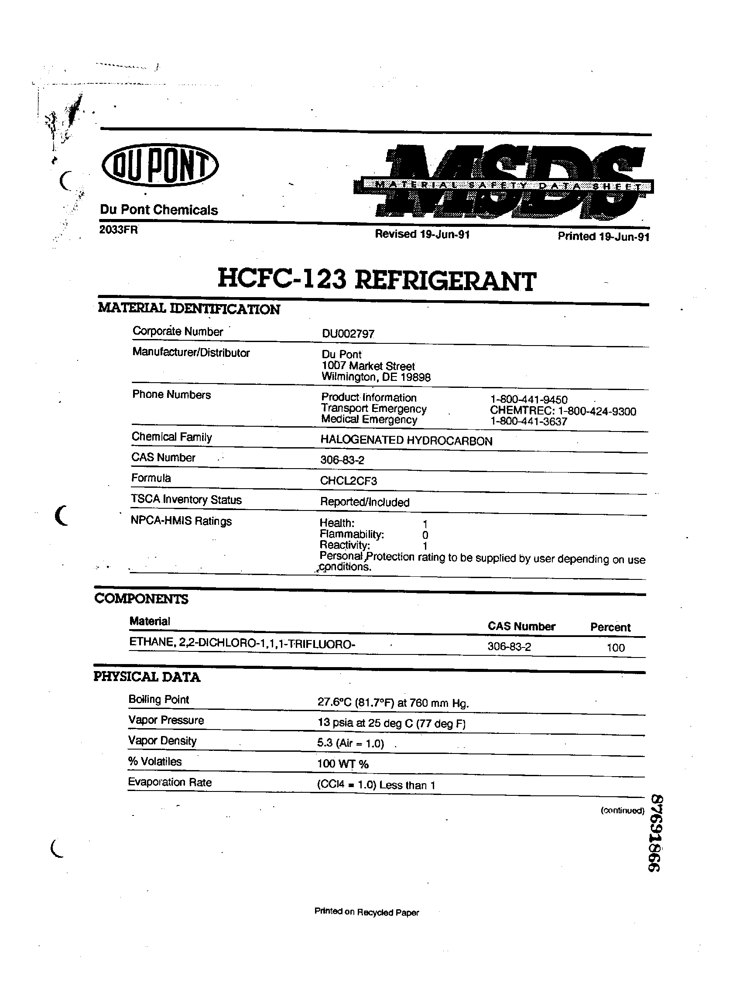 DU PONT
MSDS
MATERIAL SAFETY DATA SHEET
Du Pont Chemicals
2033FR
Revised 19-Jun-91
Printed 19-Jun-91
HCFC-123 REFRIGERANT
MATERIAL IDENTIFICATION
Corporate Number DU002797
Manufacturer/Distributor Du Pont
1007 Market Street
Wilmington, DE 19898
Phone Numbers Product Information 1-800-441-9450
Transport Emergency CHEMTREC: 1-800-424-9300
Medical Emergency 1-800-441-3637
Chemical Family HALOGENATED HYDROCARBON
CAS Number 306-83-2
Formula CHCL2CF3
TSCA Inventory Status Reported/Included
NPCA-HMIS Ratings Health: 1
Flammability: 0
Reactivity: 1
Personal Protection rating to be supplied by user depending on use
conditions.
COMPONENTS
Material CAS Number Percent
ETHANE, 2,2-DICHLORO-1,1,1-TRIFLUORO- 306-83-2 100
PHYSICAL DATA
Boiling Point 27.6°C (81.7°F) at 760 mm Hg.
Vapor Pressure 13 psia at 25 deg C (77 deg F)
Vapor Density 5.3 (Air = 1.0)
% Volatiles 100 WT %
Evaporation Rate (CCl4 = 1.0) Less than 1
(continued)
87691866
Printed on Recycled Paper